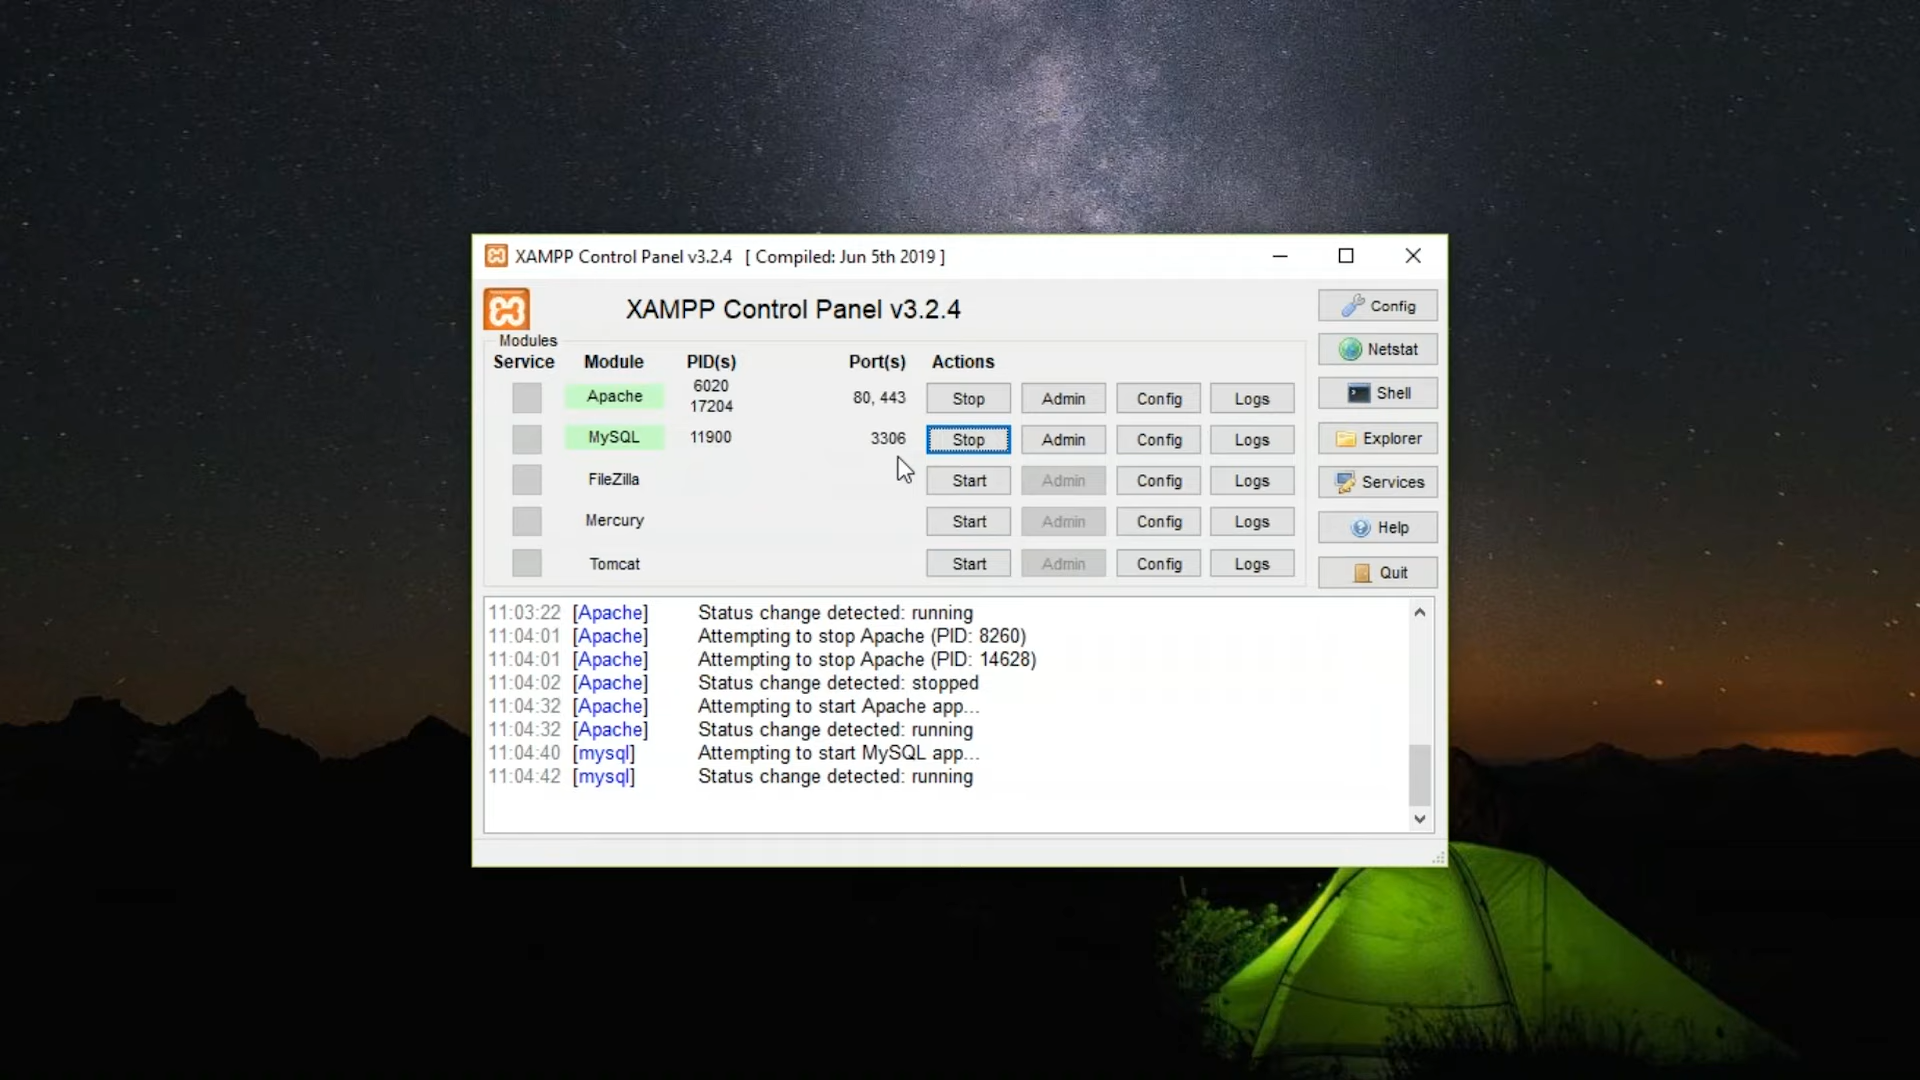 XAMPP Control Panel v3.2.4 [ Compiled: Jun 5th 2019 ]
XAMPP Control Panel v3.2.4
Config
Modules
Netstat
Service Module PID(s) Port(s) Actions
Apache 6020 17204 80, 443 Stop Admin Config Logs
Shell
MySQL 11900 3306 Stop Admin Config Logs
Explorer
FileZilla Start Admin Config Logs
Services
Mercury Start Admin Config Logs
Help
Tomcat Start Admin Config Logs
Quit
11:03:22 [Apache] Status change detected: running
11:04:01 [Apache] Attempting to stop Apache (PID: 8260)
11:04:01 [Apache] Attempting to stop Apache (PID: 14628)
11:04:02 [Apache] Status change detected: stopped
11:04:32 [Apache] Attempting to start Apache app...
11:04:32 [Apache] Status change detected: running
11:04:40 [mysql] Attempting to start MySQL app...
11:04:42 [mysql] Status change detected: running